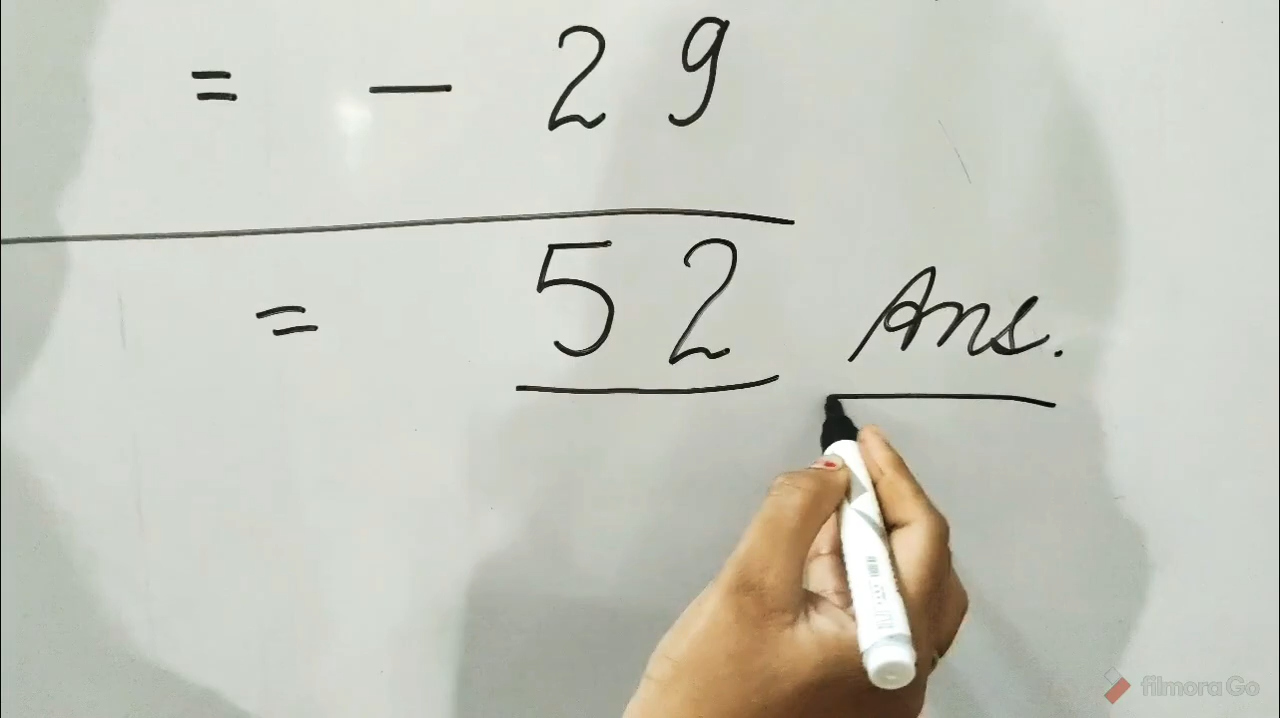 = - 29
= 52 Ans.
filmoraGo